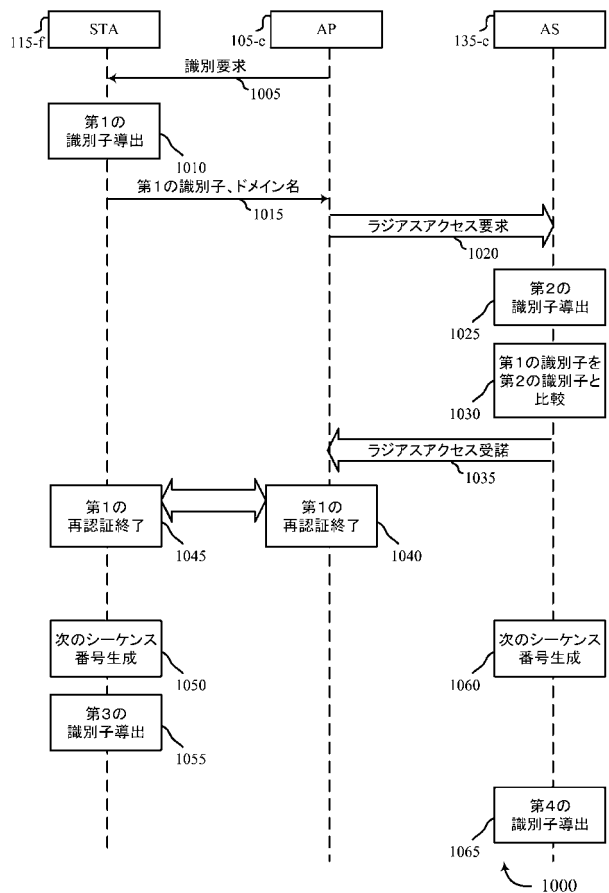 STA
115-f
AP
105-c
AS
135-c
識別要求
1005
第1の
識別子導出
1010
第1の識別子、ドメイン名
1015
ラジアスアクセス要求
1020
第2の
識別子導出
1025
第1の識別子を
第2の識別子と
比較
1030
ラジアスアクセス受諾
1035
第1の
再認証終了
1045
第1の
再認証終了
1040
次のシーケンス
番号生成
1050
次のシーケンス
番号生成
1060
第3の
識別子導出
1055
第4の
識別子導出
1065
1000